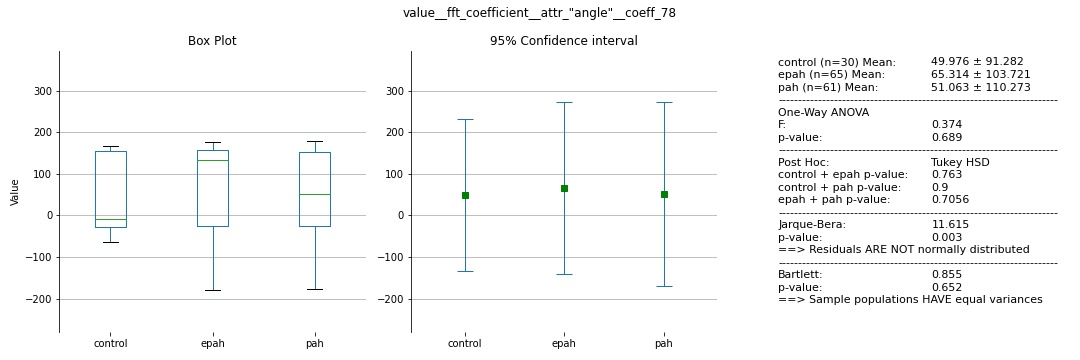 value__fft_coefficient__attr_"angle"__coeff_78
Box Plot
300
200
100
0
−100
−200
Value
control epah pah
95% Confidence interval
300
200
100
0
−100
−200
control epah pah
control (n=30) Mean: 49.976 ± 91.282
epah (n=65) Mean: 65.314 ± 103.721
pah (n=61) Mean: 51.063 ± 110.273
One-Way ANOVA
F: 0.374
p-value: 0.689
Post Hoc: Tukey HSD
control + epah p-value: 0.763
control + pah p-value: 0.9
epah + pah p-value: 0.7056
Jarque-Bera: 11.615
p-value: 0.003
==> Residuals ARE NOT normally distributed
Bartlett: 0.855
p-value: 0.652
==> Sample populations HAVE equal variances